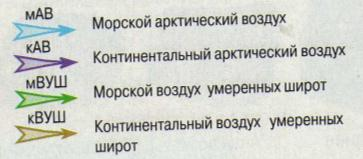 мАВ
Морской арктический воздух
кАВ
Континентальный арктический воздух
мВУШ
Морской воздух умеренных широт
кВУШ
Континентальный воздух умеренных
широт